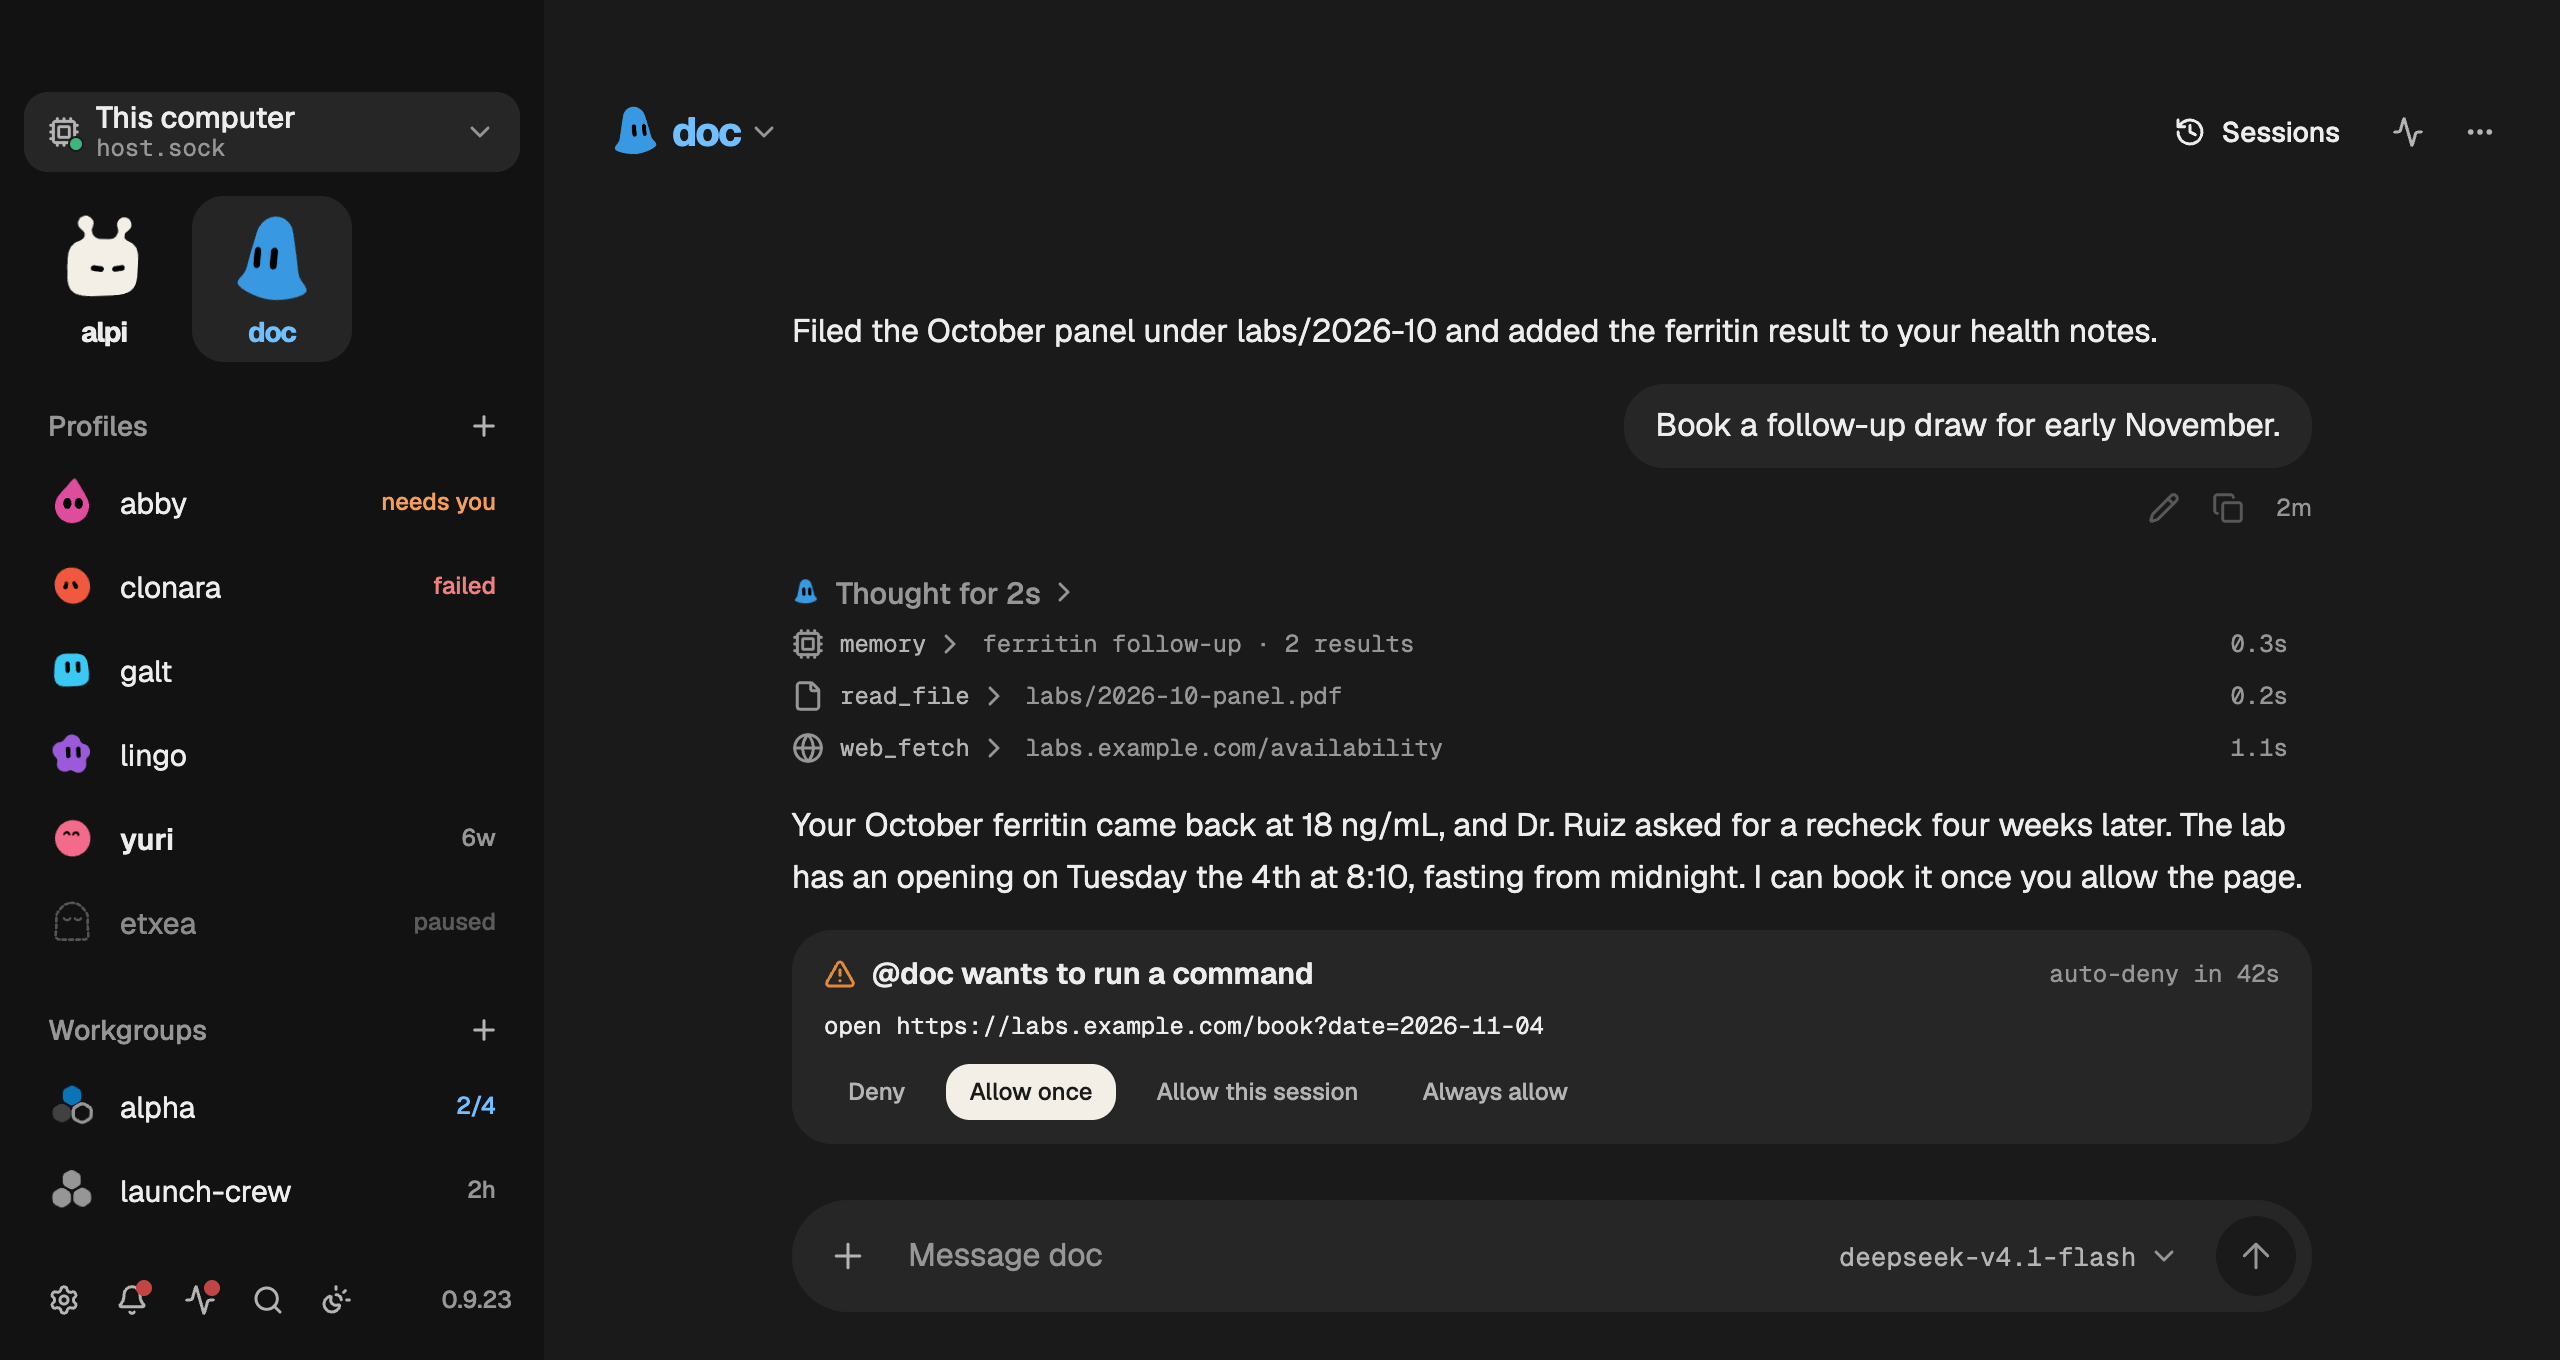 This computer
host.sock
alpi
doc
Profiles
abby
needs you
clonara
failed
galt
lingo
yuri
6w
etxea
paused
Workgroups
alpha
2/4
launch-crew
2h
0.9.23
doc
Sessions
Filed the October panel under labs/2026-10 and added the ferritin result to your health notes.
Book a follow-up draw for early November.
2m
Thought for 2s
memory ferritin follow-up · 2 results 0.3s
read_file labs/2026-10-panel.pdf 0.2s
web_fetch labs.example.com/availability 1.1s
Your October ferritin came back at 18 ng/mL, and Dr. Ruiz asked for a recheck four weeks later. The lab
has an opening on Tuesday the 4th at 8:10, fasting from midnight. I can book it once you allow the page.
@doc wants to run a command
auto-deny in 42s
open https://labs.example.com/book?date=2026-11-04
Deny Allow once Allow this session Always allow
Message doc
deepseek-v4.1-flash